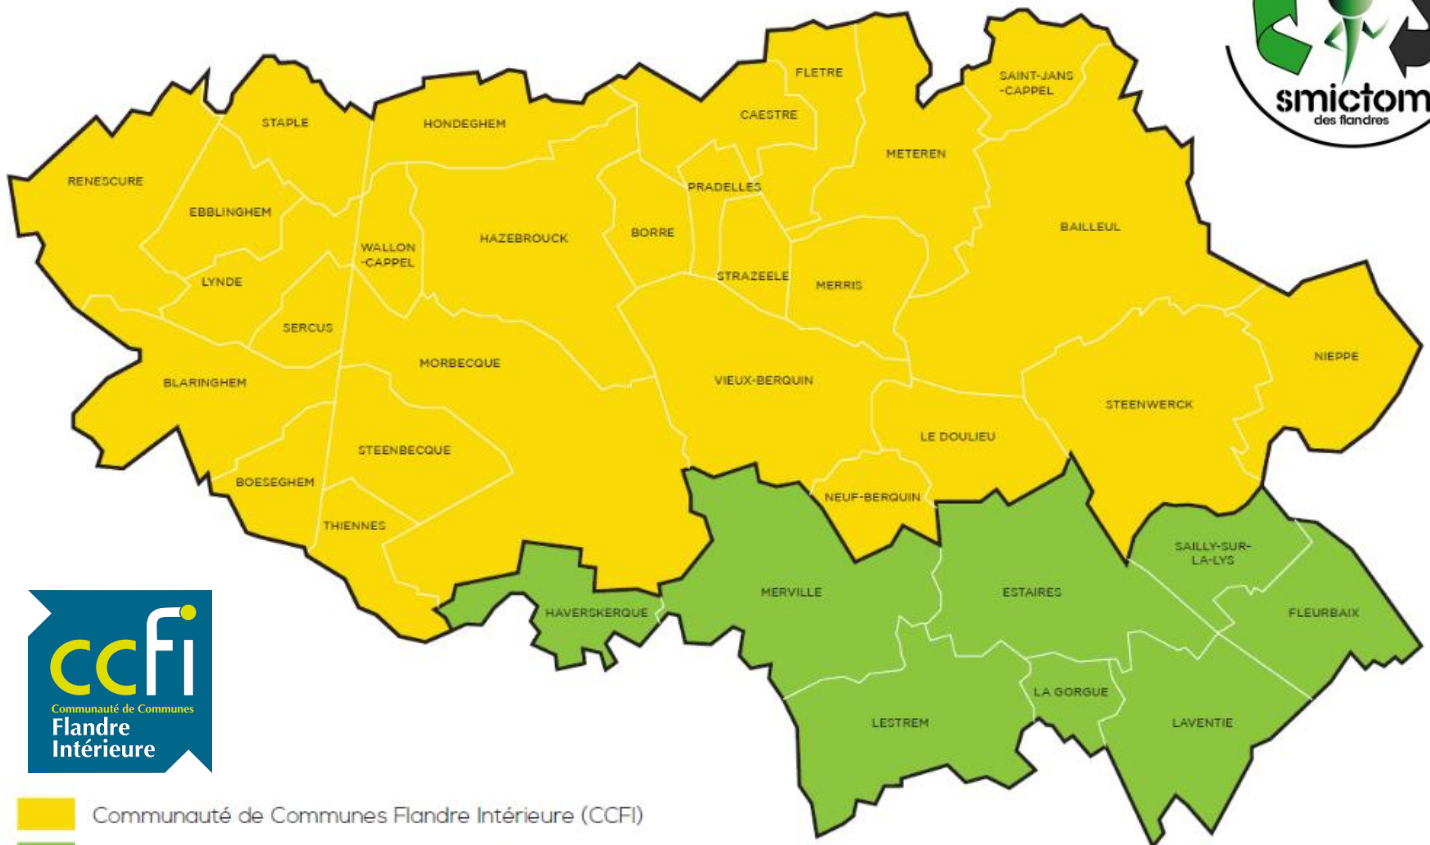 smictom
des flandres
FLETRE
SAINT-JANS
-CAPPEL
CAESTRE
STAPLE
HONDEGHEM
METEREN
RENESCURE
PRADELLES
EBBLINGHEM
BAILLEUL
BORRE
HAZEBROUCK
WALLON
-CAPPEL
STRAZEELE
LYNDE
MERRIS
SERCUS
NIEPPE
MORBECQUE
VIEUX-BERQUIN
BLARINGHEM
STEENWERCK
LE DOULIEU
STEENBECQUE
BOESEGHEM
NEUF-BERQUIN
THIENNES
SAILLY-SUR-
LA-LYS
MERVILLE
ESTAIRES
HAVERSKERQUE
FLEURBAIX
LA GORGUE
LESTREM
LAVENTIE
ccfi
Communauté de Communes
Flandre
Intérieure
Communauté de Communes Flandre Intérieure (CCFI)